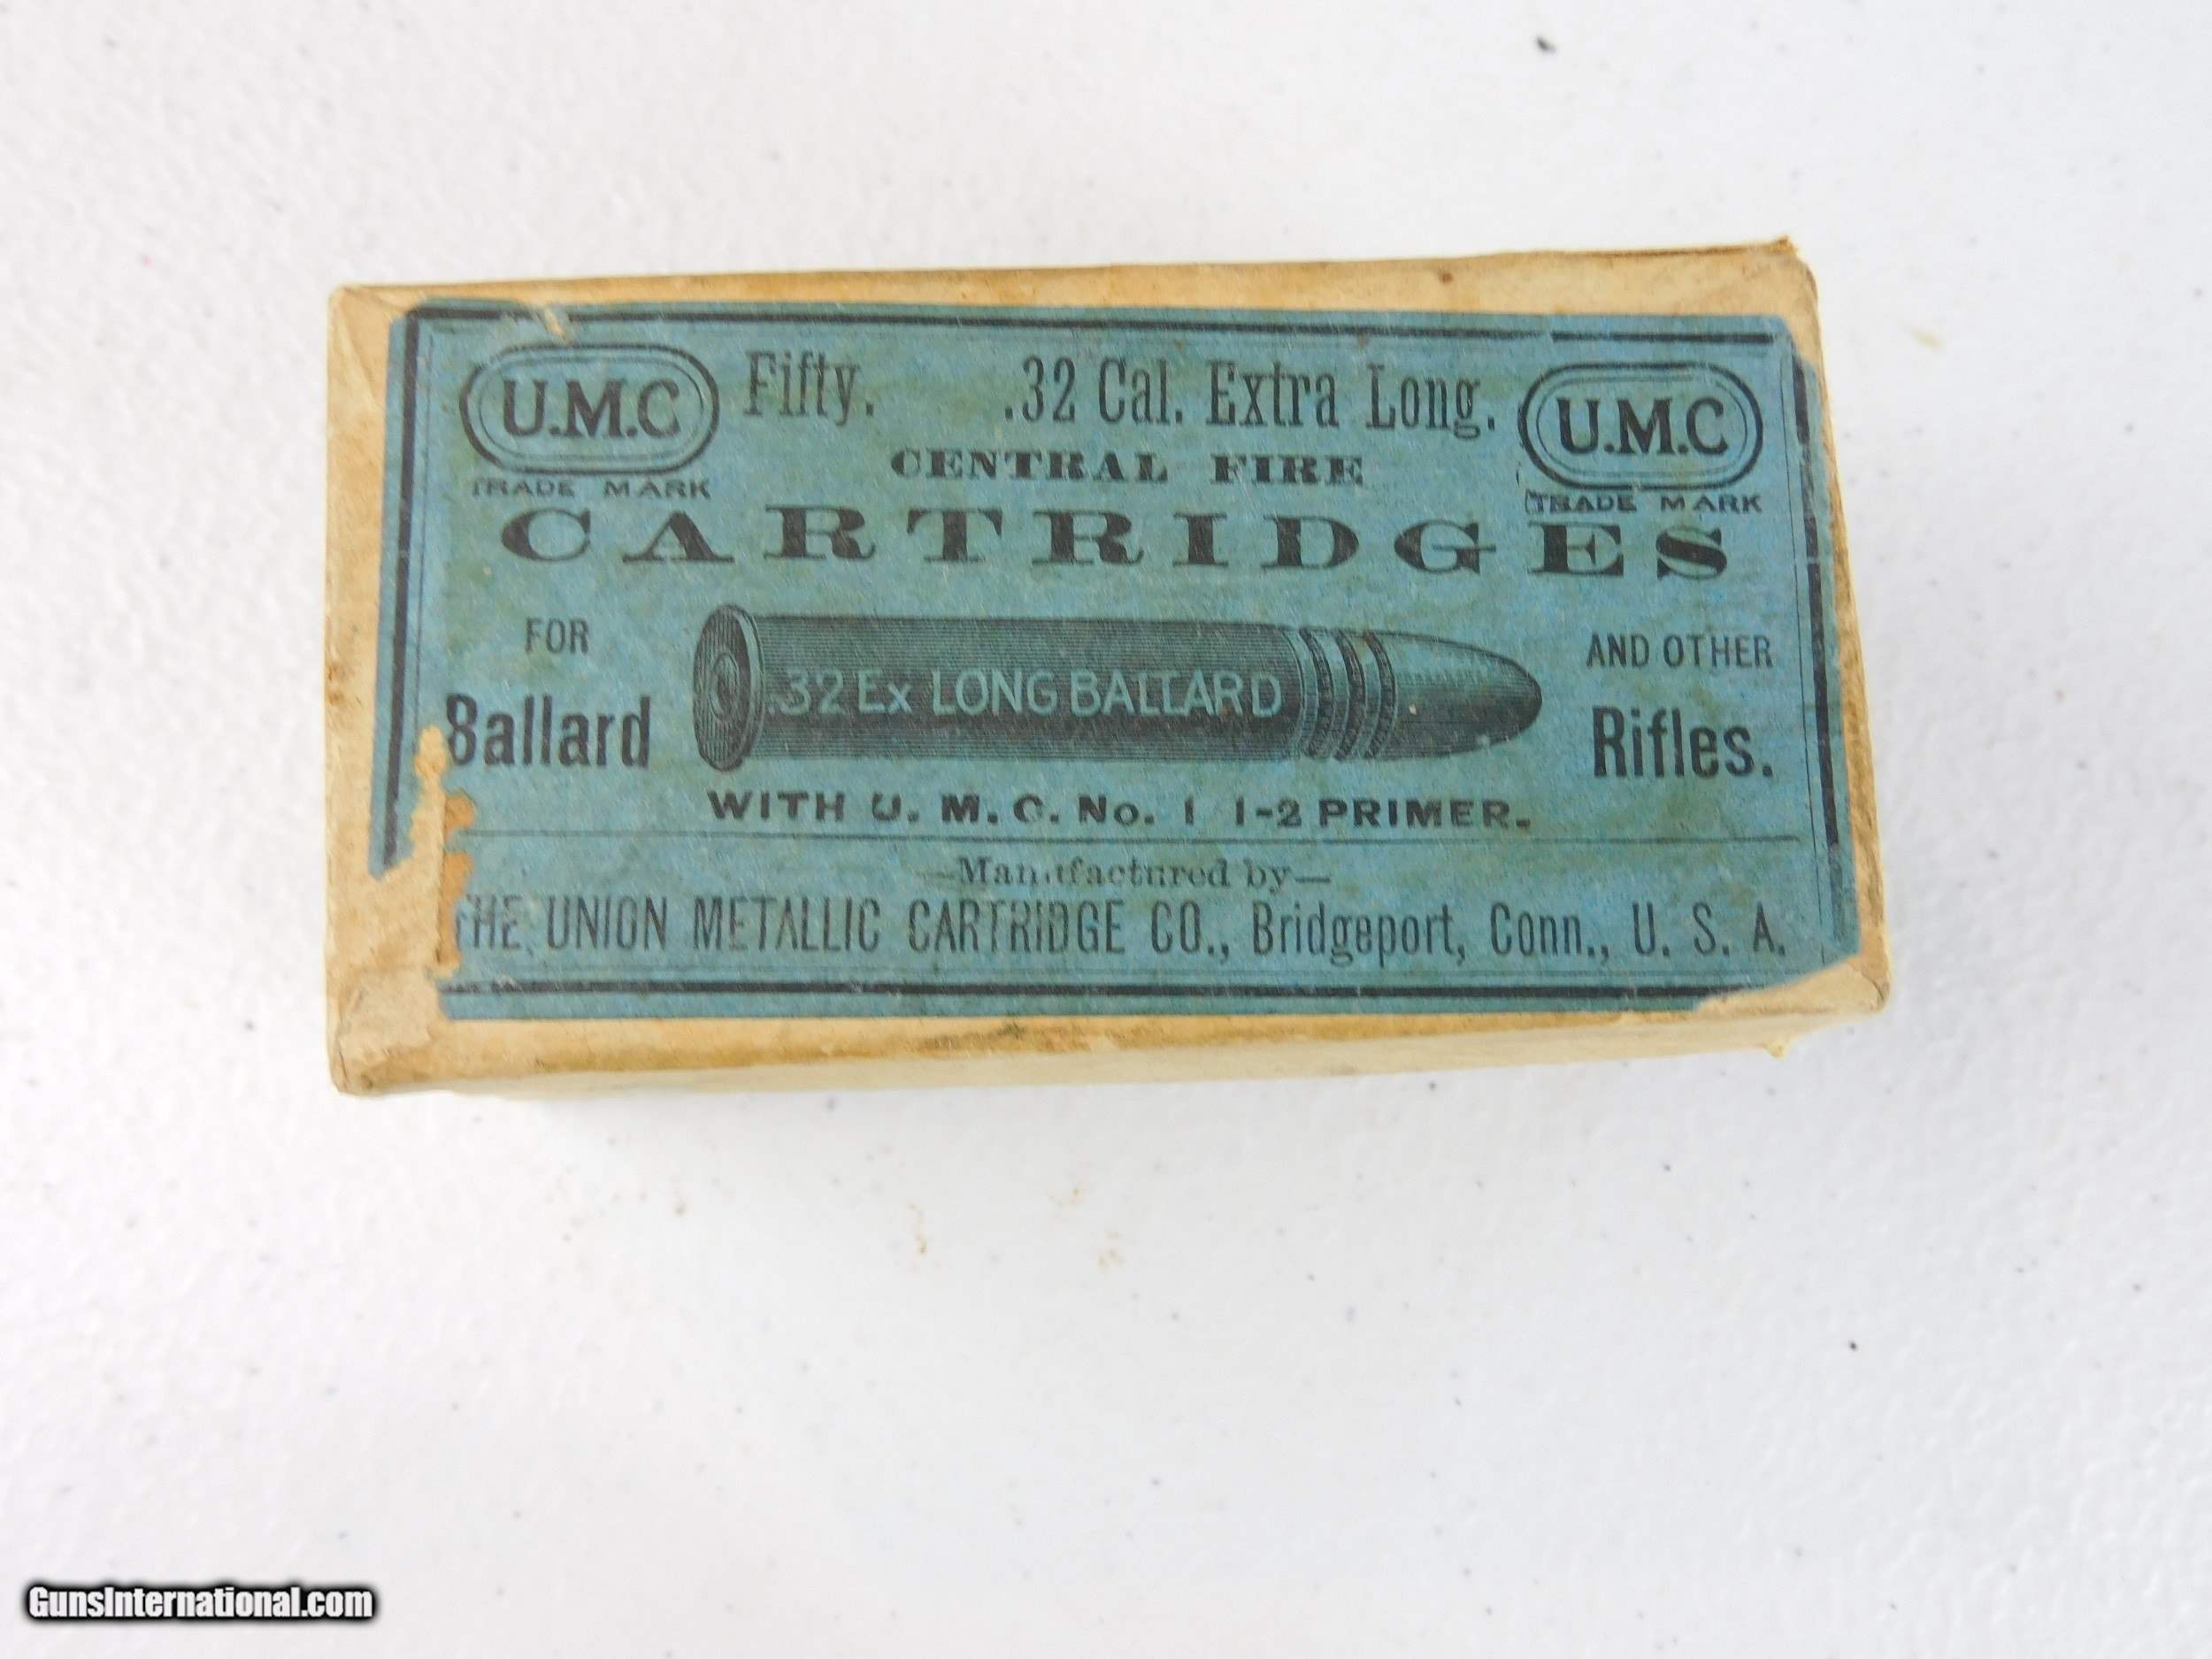 U.M.C Fifty. .32 Cal. Extra Long. U.M.C
TRADE MARK CENTRAL FIRE TRADE MARK
CARTRIDGES
FOR AND OTHER
Ballard .32 Ex LONG BALLARD Rifles.
WITH U. M. C. No. 1 1-2 PRIMER.
—Manufactured by—
THE UNION METALLIC CARTRIDGE CO., Bridgeport, Conn., U. S. A.
GunsInternational.com